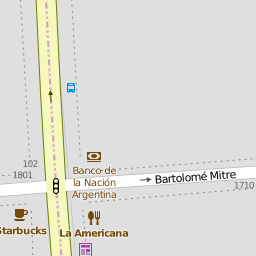 102
1801
Banco de
la Nación
Argentina
Bartolomé Mitre
1710
Starbucks
La Americana